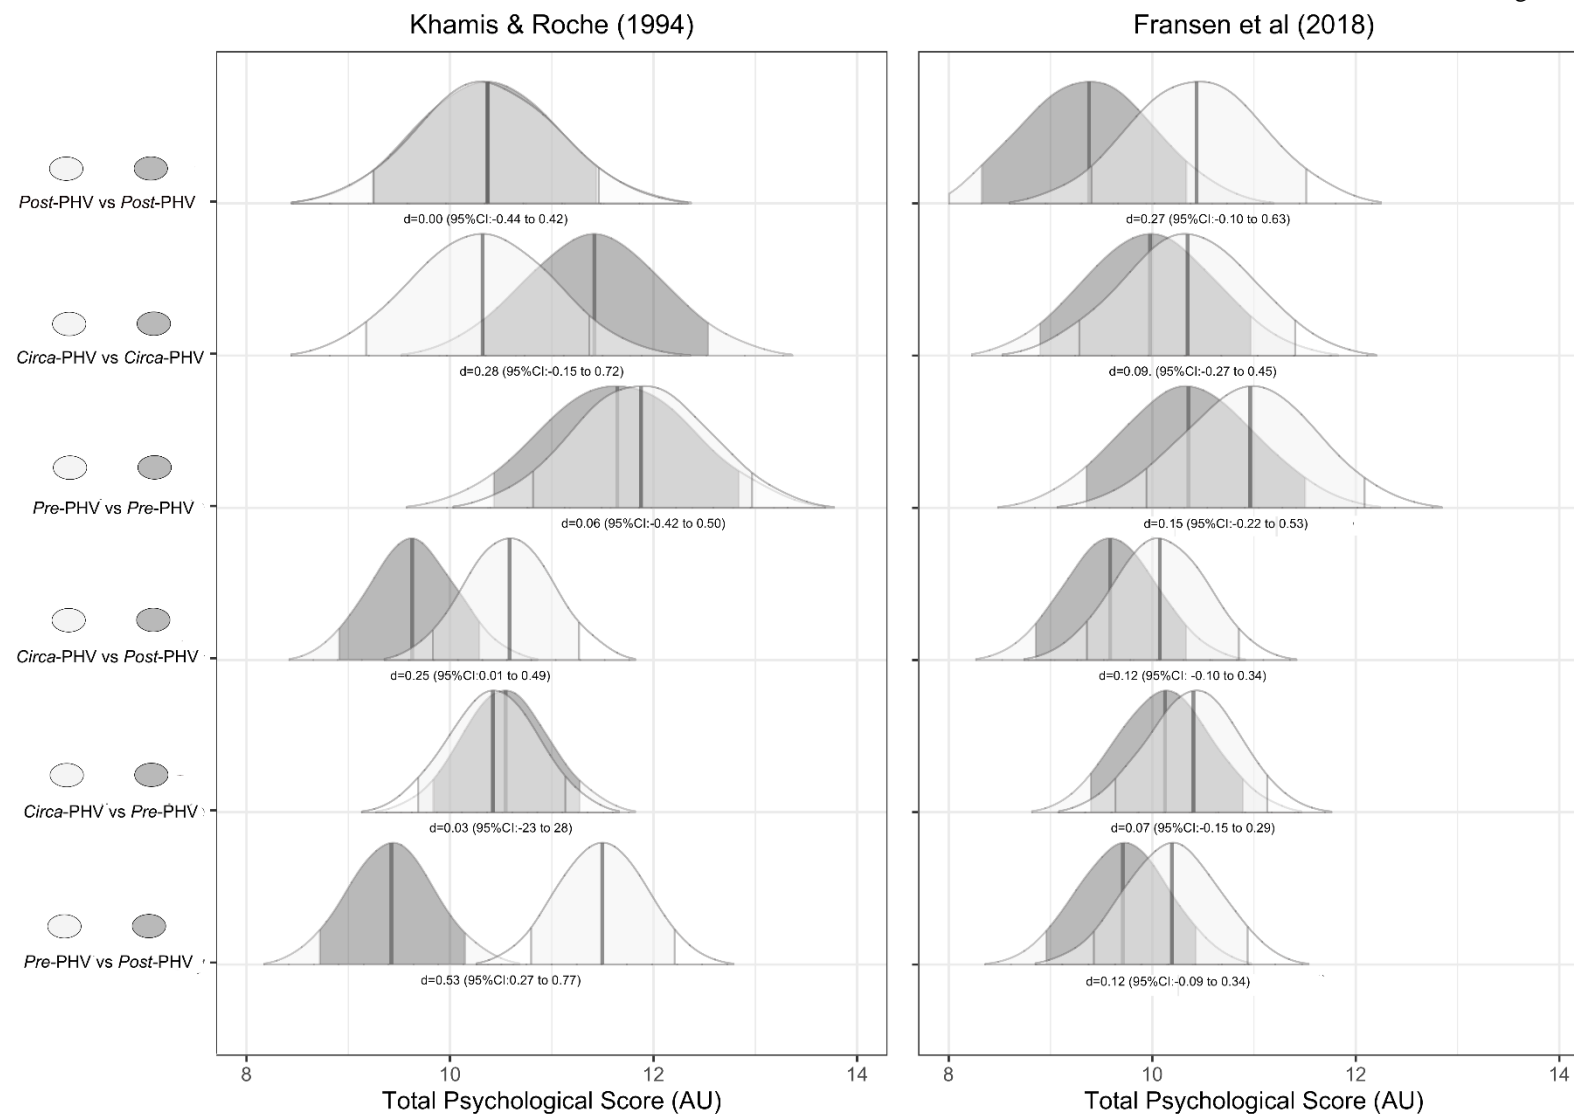 Khamis & Roche (1994)
Fransen et al (2018)
Post-PHV vs Post-PHV
d=0.00 (95%CI:-0.44 to 0.42)
d=0.27 (95%CI:-0.10 to 0.63)
Circa-PHV vs Circa-PHV
d=0.28 (95%CI:-0.15 to 0.72)
d=0.09. (95%CI:-0.27 to 0.45)
Pre-PHV vs Pre-PHV
d=0.06 (95%CI:-0.42 to 0.50)
d=0.15 (95%CI:-0.22 to 0.53)
Circa-PHV vs Post-PHV
d=0.25 (95%CI:0.01 to 0.49)
d=0.12 (95%CI: -0.10 to 0.34)
Circa-PHV vs Pre-PHV
d=0.03 (95%CI:-23 to 28)
d=0.07 (95%CI:-0.15 to 0.29)
Pre-PHV vs Post-PHV
d=0.53 (95%CI:0.27 to 0.77)
d=0.12 (95%CI:-0.09 to 0.34)
8 10 12 14
8 10 12 14
Total Psychological Score (AU)
Total Psychological Score (AU)